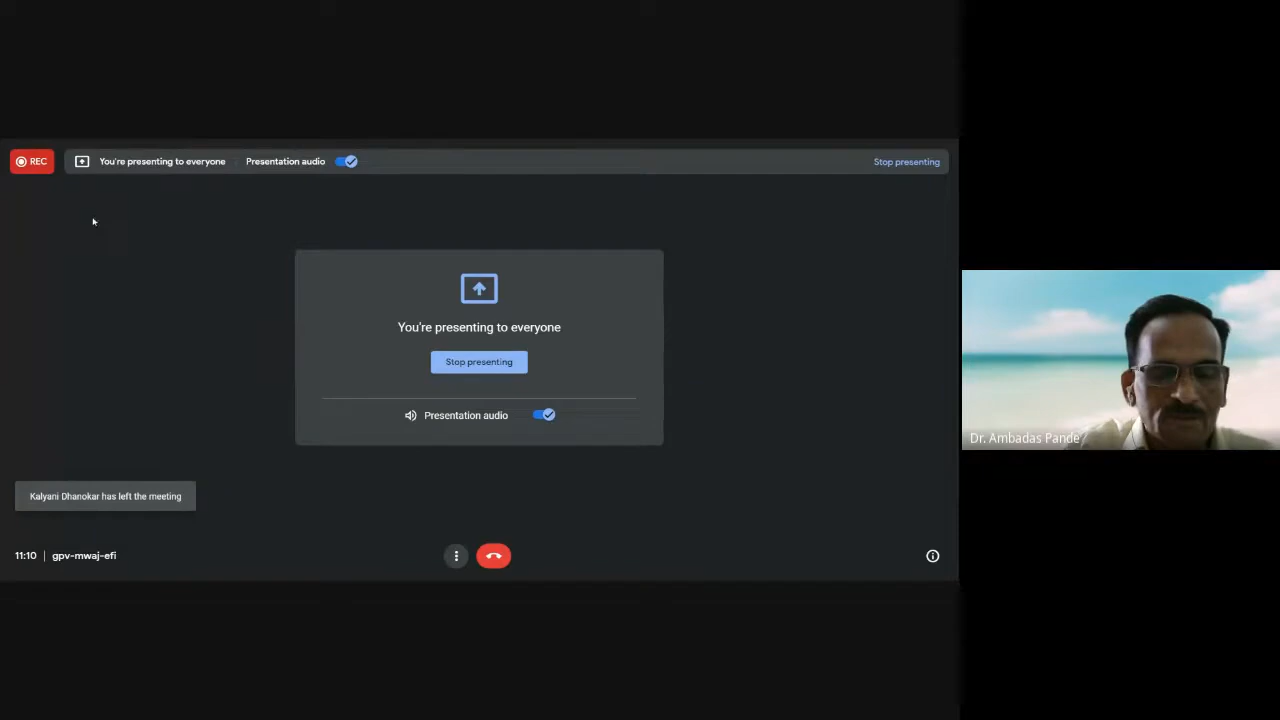 REC
You're presenting to everyone
Presentation audio
Stop presenting
You're presenting to everyone
Stop presenting
Presentation audio
Dr. Ambadas Pande
Kalyani Dhanokar has left the meeting
11:10 | gpv-mwaj-efi